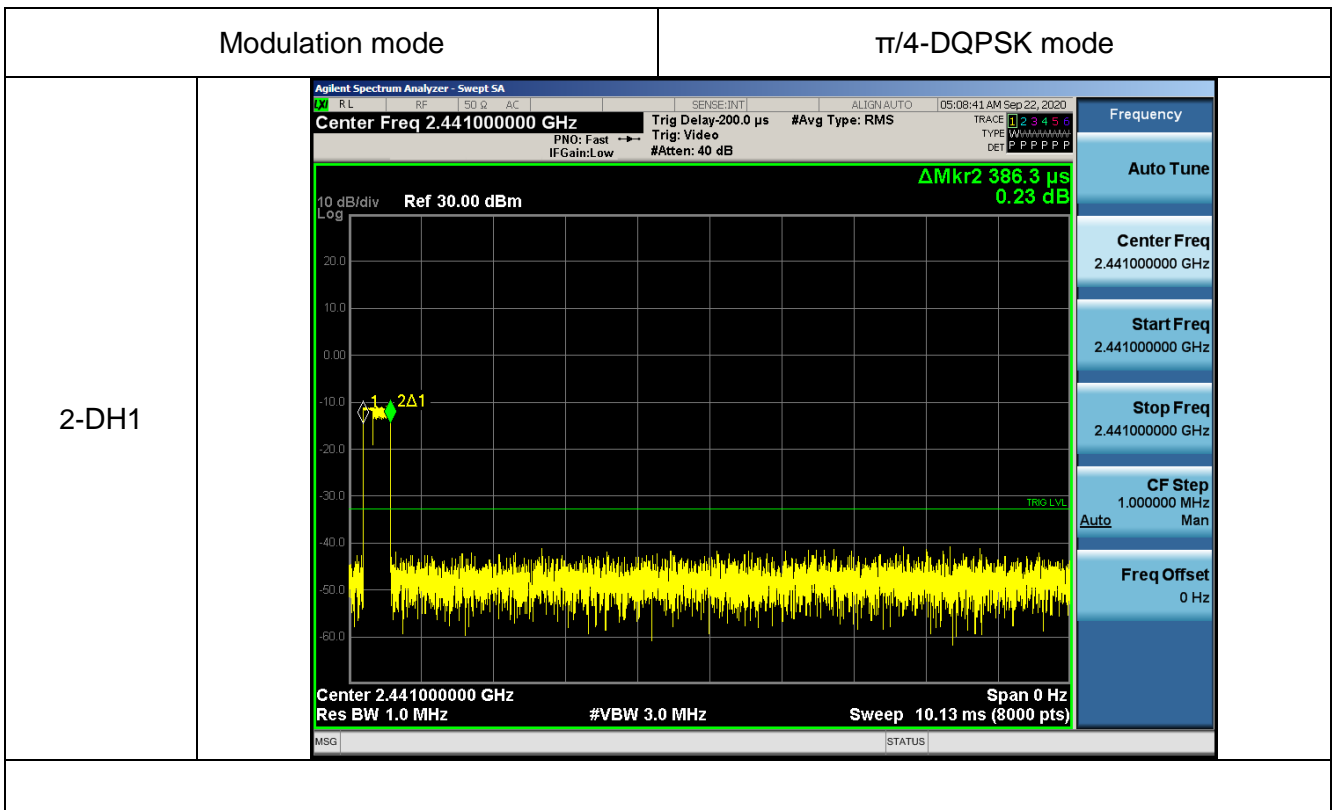 Modulation mode
π/4-DQPSK mode
2-DH1
Agilent Spectrum Analyzer - Swept SA
LXI RL RF 50 Ω AC SENSE:INT ALIGN AUTO 05:08:41 AM Sep 22, 2020
Center Freq 2.441000000 GHz
PNO: Fast
IFGain:Low
Trig Delay-200.0 µs
Trig: Video
#Atten: 40 dB
#Avg Type: RMS
TRACE 1 2 3 4 5 6
TYPE WWWWWW
DET P P P P P P
ΔMkr2 386.3 µs
0.23 dB
10 dB/div Ref 30.00 dBm
Log
20.0
10.0
0.00
-10.0
-20.0
-30.0
-40.0
-50.0
-60.0
1 2Δ1
TRIG LVL
Center 2.441000000 GHz Span 0 Hz
Res BW 1.0 MHz #VBW 3.0 MHz Sweep 10.13 ms (8000 pts)
MSG STATUS
Frequency
Auto Tune
Center Freq
2.441000000 GHz
Start Freq
2.441000000 GHz
Stop Freq
2.441000000 GHz
CF Step
1.000000 MHz
Auto Man
Freq Offset
0 Hz